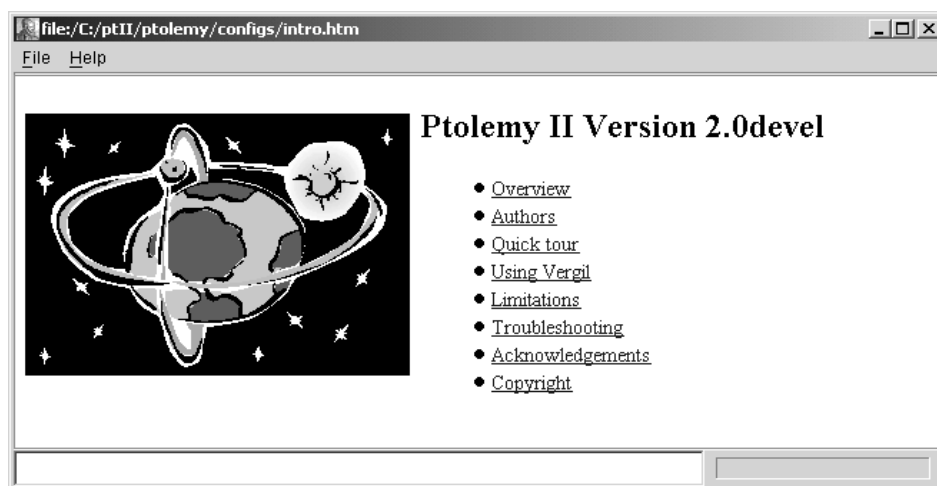 file:/C:/ptII/ptolemy/configs/intro.htm
File Help
Ptolemy II Version 2.0devel
Overview
Authors
Quick tour
Using Vergil
Limitations
Troubleshooting
Acknowledgements
Copyright